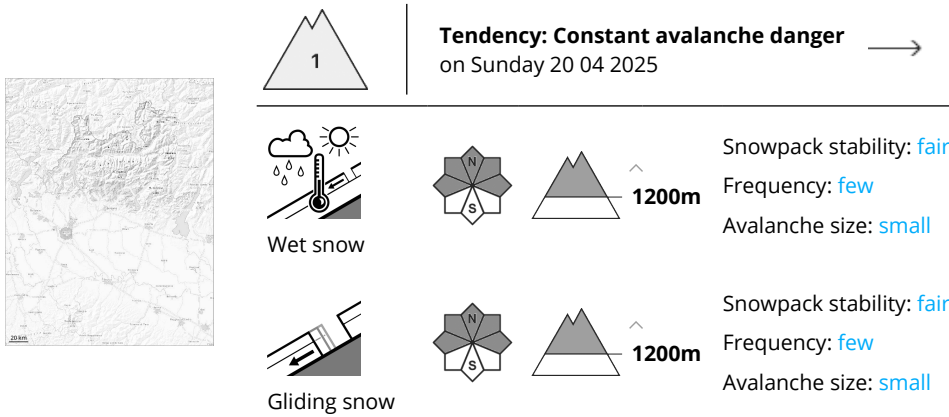 1
Tendency: Constant avalanche danger
on Sunday 20 04 2025
20 km
Wet snow
N
S
1200m
Snowpack stability: fair
Frequency: few
Avalanche size: small
Gliding snow
N
S
1200m
Snowpack stability: fair
Frequency: few
Avalanche size: small